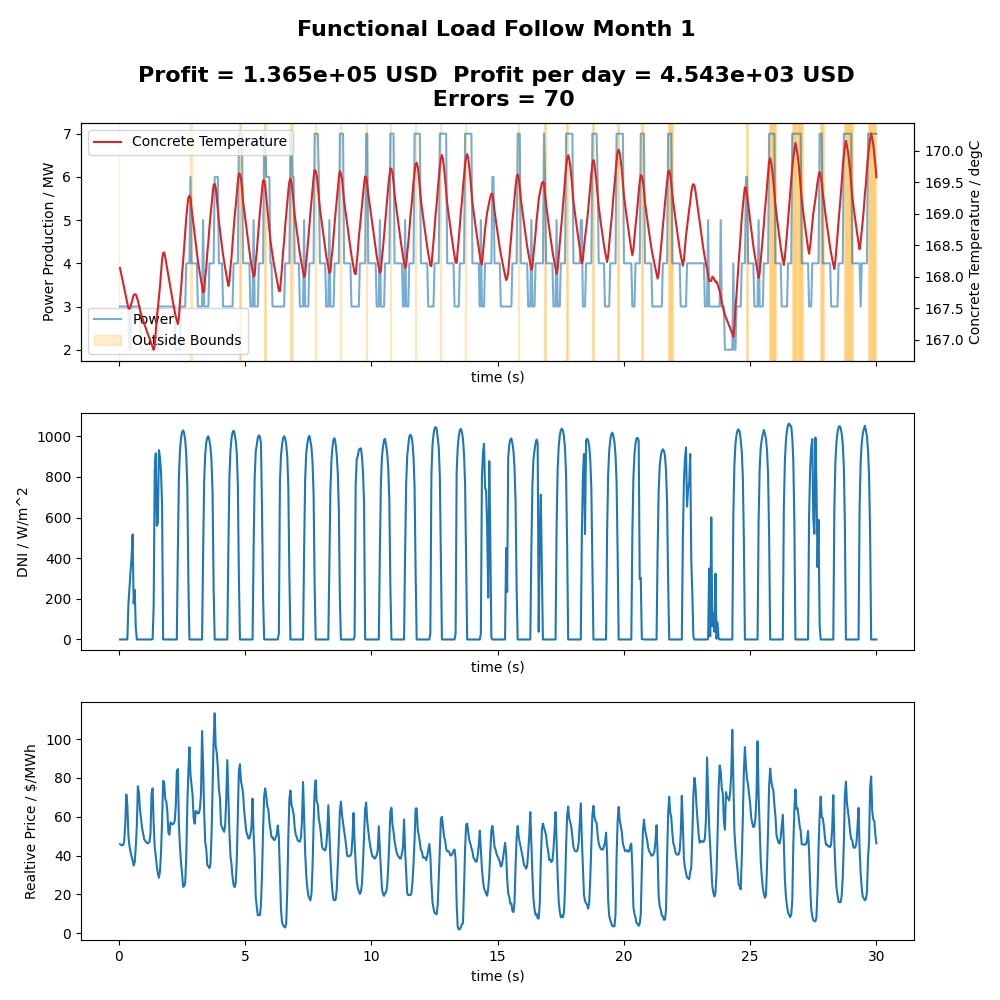 Functional Load Follow Month 1
Profit = 1.365e+05 USD  Profit per day = 4.543e+03 USD
Errors = 70
Power Production / MW
7
6
5
4
3
2
Concrete Temperature
Power
Outside Bounds
170.0
169.5
169.0
168.5
168.0
167.5
167.0
Concrete Temperature / degC
time (s)
DNI / W/m^2
1000
800
600
400
200
0
time (s)
Realtive Price / $/MWh
100
80
60
40
20
0
0 5 10 15 20 25 30
time (s)